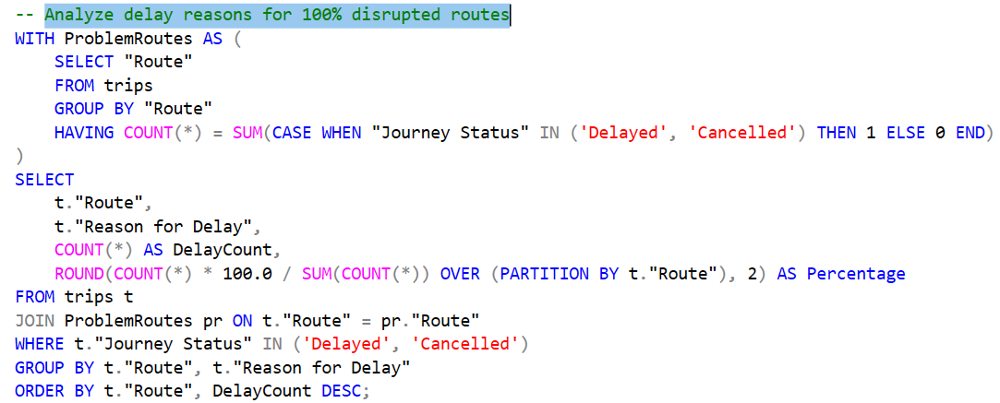 -- Analyze delay reasons for 100% disrupted routes
WITH ProblemRoutes AS (
    SELECT "Route"
    FROM trips
    GROUP BY "Route"
    HAVING COUNT(*) = SUM(CASE WHEN "Journey Status" IN ('Delayed', 'Cancelled') THEN 1 ELSE 0 END)
)
SELECT
    t."Route",
    t."Reason for Delay",
    COUNT(*) AS DelayCount,
    ROUND(COUNT(*) * 100.0 / SUM(COUNT(*)) OVER (PARTITION BY t."Route"), 2) AS Percentage
FROM trips t
JOIN ProblemRoutes pr ON t."Route" = pr."Route"
WHERE t."Journey Status" IN ('Delayed', 'Cancelled')
GROUP BY t."Route", t."Reason for Delay"
ORDER BY t."Route", DelayCount DESC;